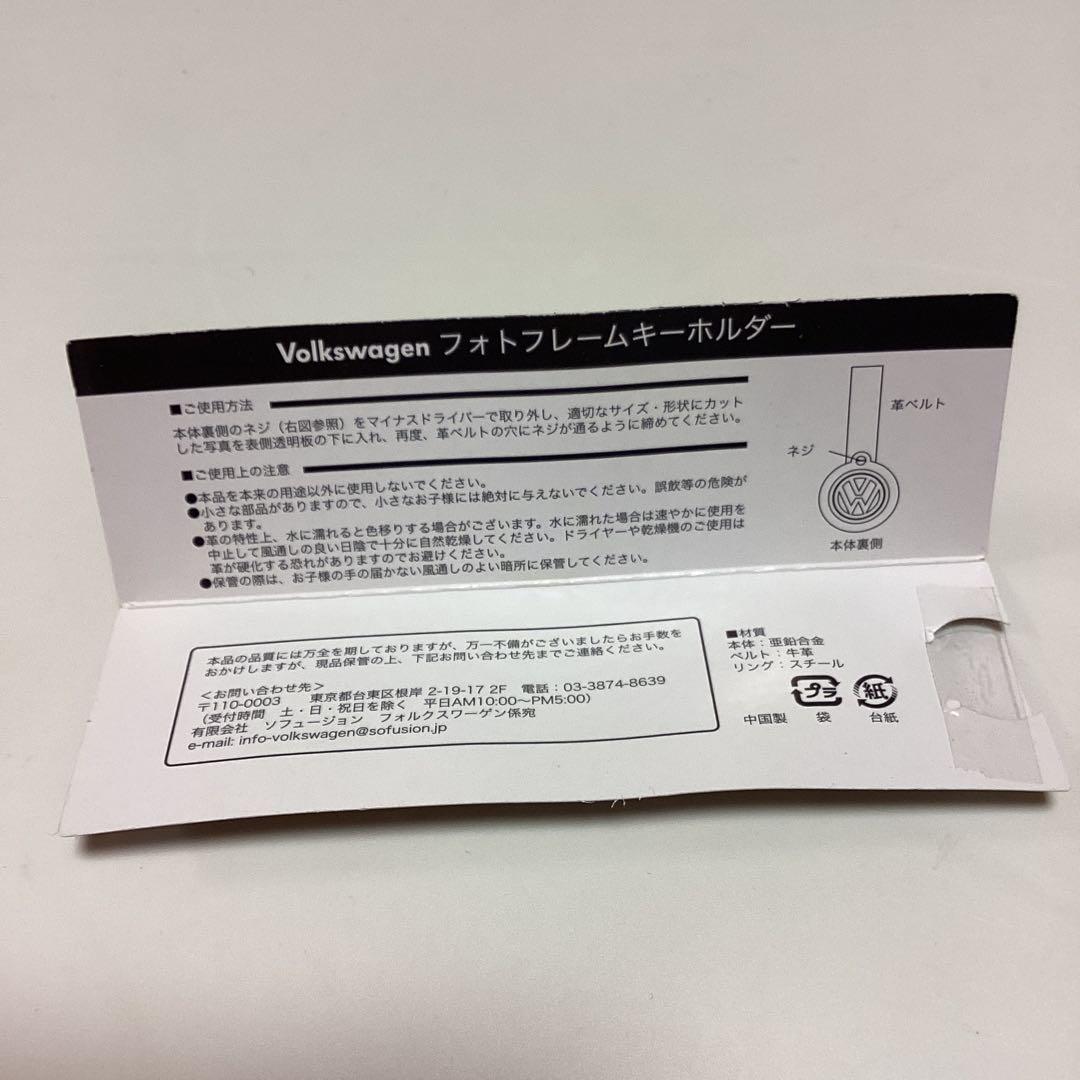 Volkswagen フォトフレームキーホルダー
■ご使用方法
本体裏側のネジ（右図参照）をマイナスドライバーで取り外し、適切なサイズ・形状にカット
した写真を表側透明板の下に入れ、再度、革ベルトの穴にネジが通るように締めてください。
■ご使用上の注意
●本品を本来の用途以外に使用しないでください。
●小さな部品がありますので、小さなお子様には絶対に与えないでください。誤飲等の危険が
あります。
●革の特性上、水に濡れると色移りする場合がございます。水に濡れた場合は速やかに使用を
中止して風通しの良い日陰で十分に自然乾燥してください。ドライヤーや乾燥機のご使用は
革が硬化する恐れがありますのでお避けください。
●保管の際は、お子様の手の届かない風通しのよい暗所に保管してください。
革ベルト
ネジ
本体裏側
本品の品質には万全を期しておりますが、万一不備がございましたらお手数を
おかけしますが、現品保管の上、下記お問い合わせ先までご連絡ください。
＜お問い合わせ先＞
〒110-0003 東京都台東区根岸 2-19-17 2F 電話：03-3874-8639
（受付時間 土・日・祝日を除く 平日AM10:00〜PM5:00）
有限会社 ソフュージョン フォルクスワーゲン係宛
e-mail: info-volkswagen@sofusion.jp
■材質
本体：亜鉛合金
ベルト：牛革
リング：スチール
プラ 紙
中国製 袋 台紙